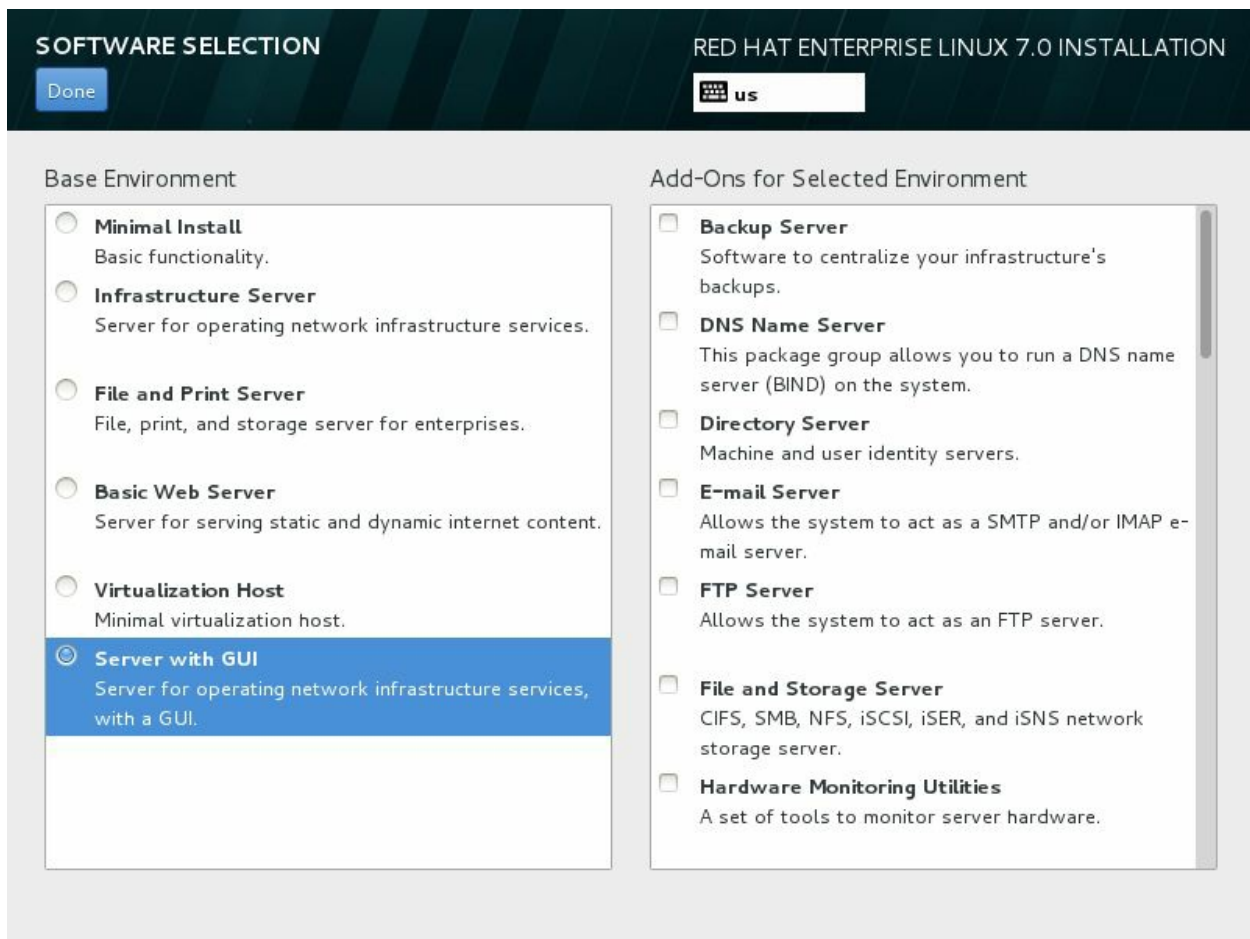 SOFTWARE SELECTION
RED HAT ENTERPRISE LINUX 7.0 INSTALLATION
Done
us
Base Environment
Minimal Install
Basic functionality.
Infrastructure Server
Server for operating network infrastructure services.
File and Print Server
File, print, and storage server for enterprises.
Basic Web Server
Server for serving static and dynamic internet content.
Virtualization Host
Minimal virtualization host.
Server with GUI
Server for operating network infrastructure services,
with a GUI.
Add-Ons for Selected Environment
Backup Server
Software to centralize your infrastructure's
backups.
DNS Name Server
This package group allows you to run a DNS name
server (BIND) on the system.
Directory Server
Machine and user identity servers.
E-mail Server
Allows the system to act as a SMTP and/or IMAP e-
mail server.
FTP Server
Allows the system to act as an FTP server.
File and Storage Server
CIFS, SMB, NFS, iSCSI, iSER, and iSNS network
storage server.
Hardware Monitoring Utilities
A set of tools to monitor server hardware.